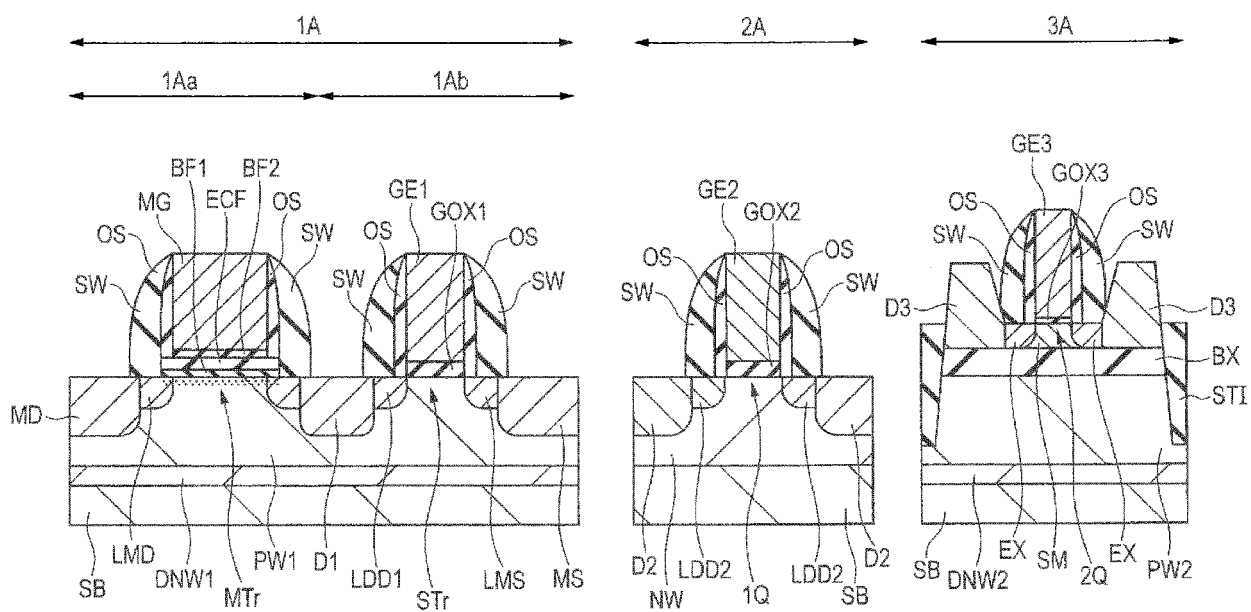 1A 2A 3A
1Aa 1Ab
GE3
BF1 BF2 GOX3
MG ECF OS GE1 GOX1 GE2 GOX2 OS OS
OS SW OS OS SW SW
SW SW SW OS OS
SW SW D3 D3
BX
MD STI
SB LMD DNW1 MTr PW1 D1 LDD1 STr LMS MS
D2 NW LDD2 1Q LDD2 SB D2
SB DNW2 EX SM 2Q EX PW2